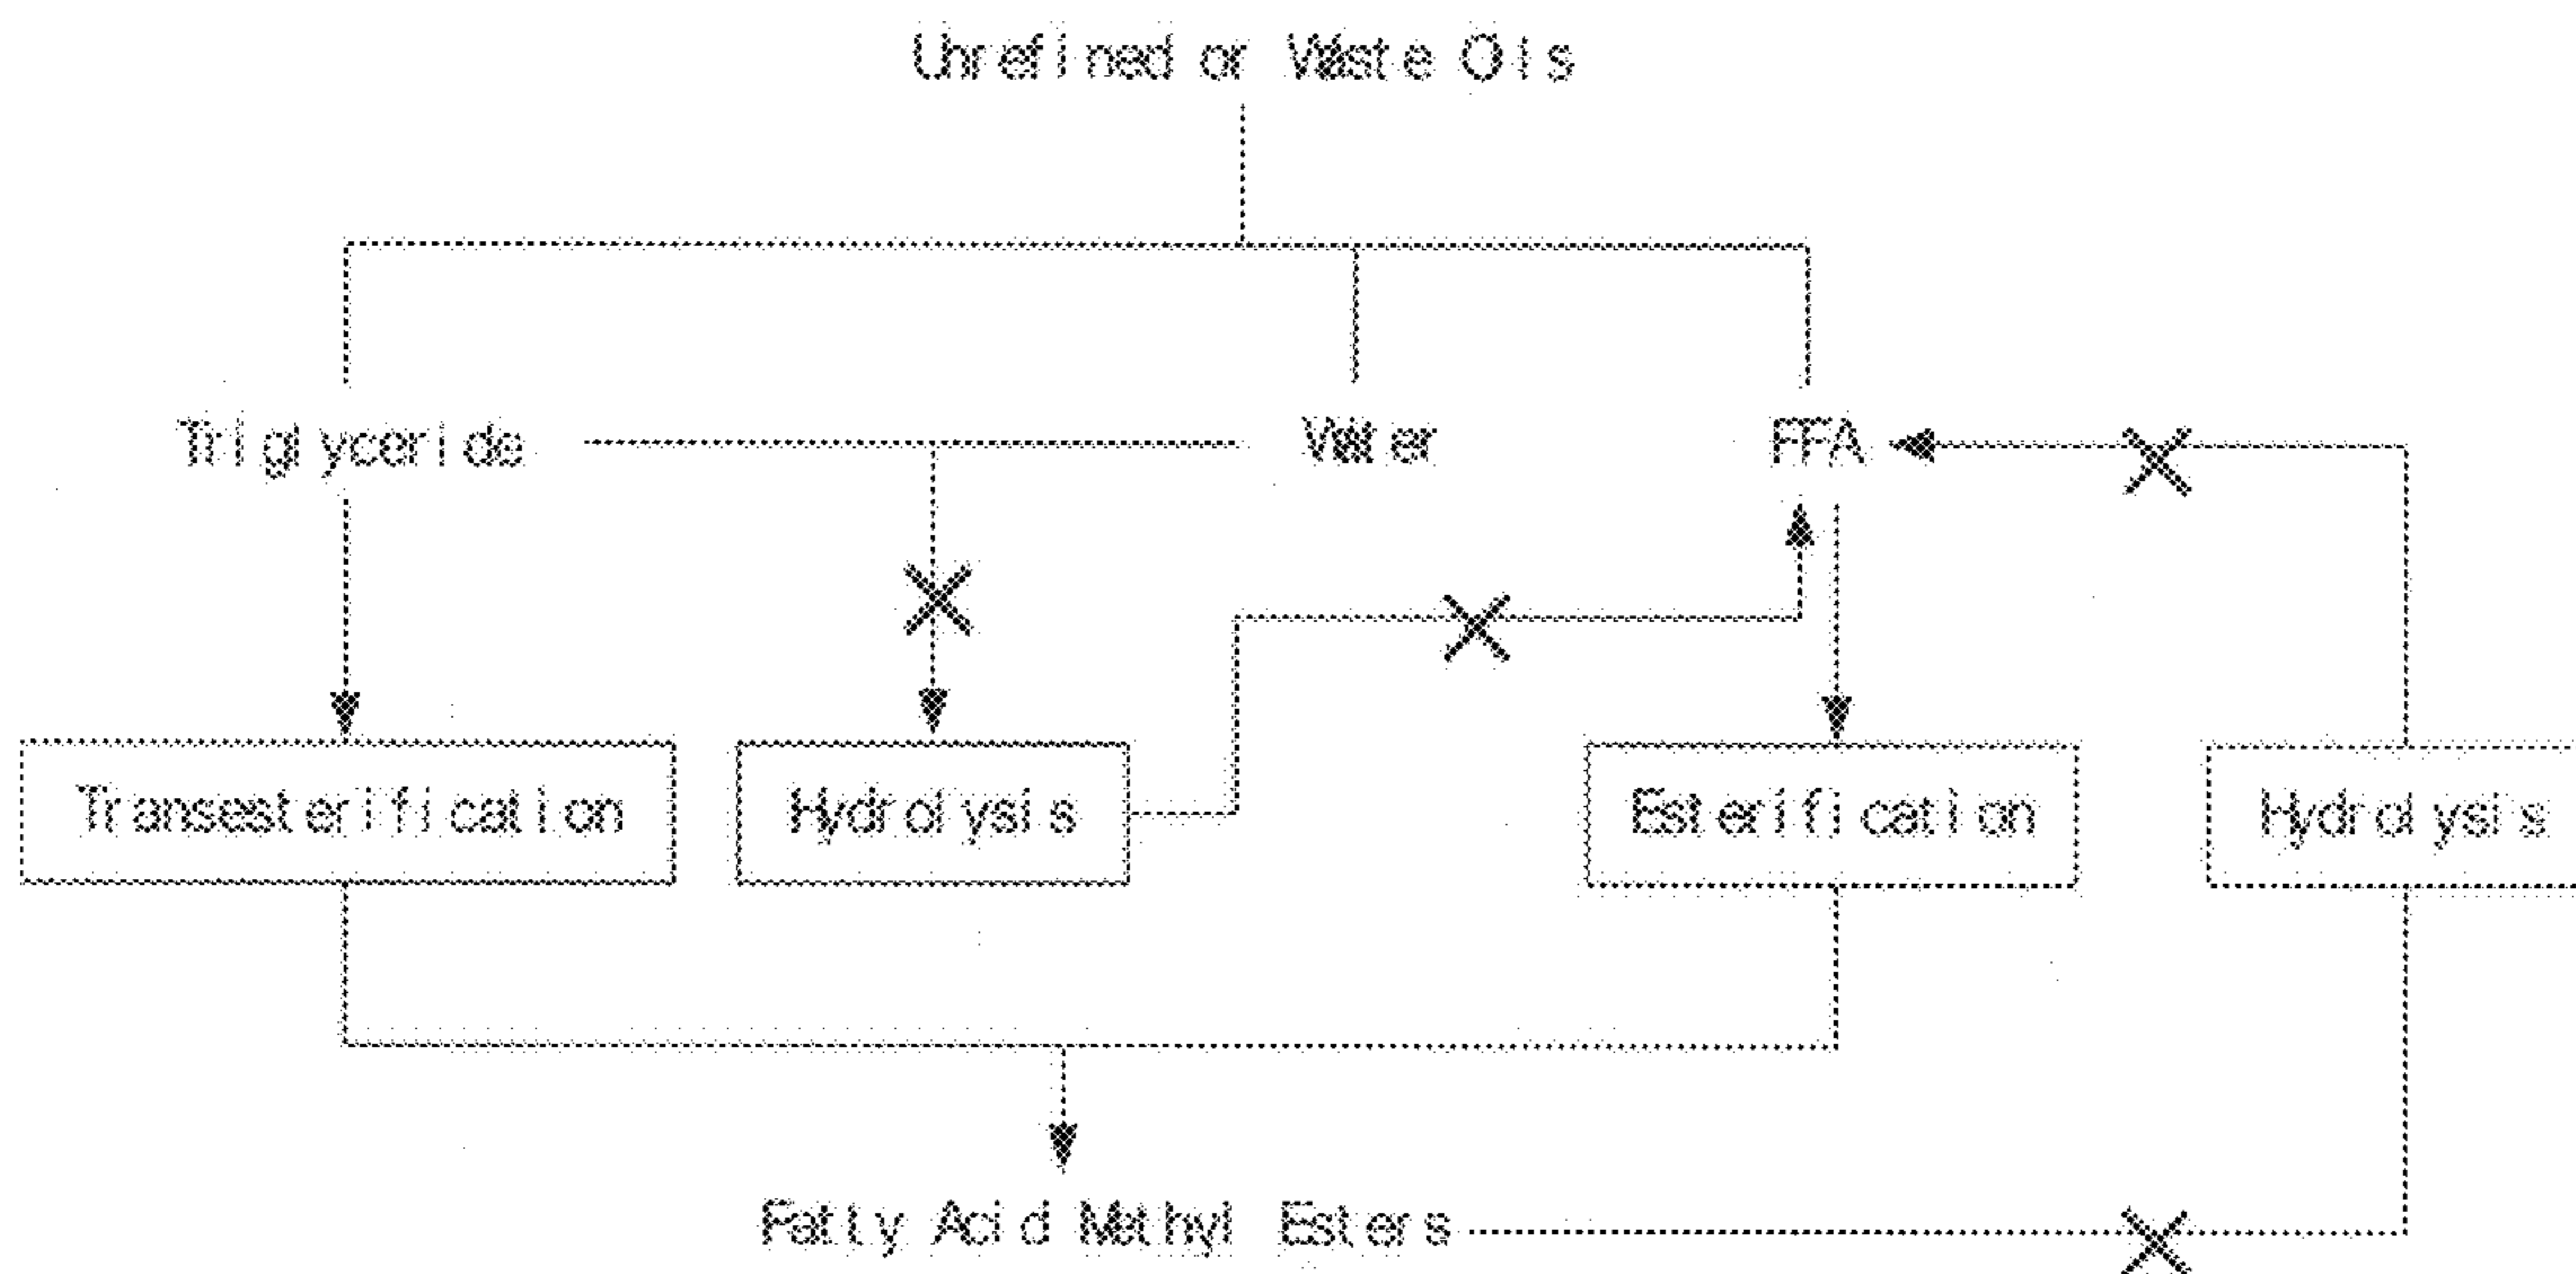 Unrefined or Waste Oils
Triglyceride Water FFA
Transesterification Hydrolysis Esterification Hydrolysis
Fatty Acid Methyl Esters